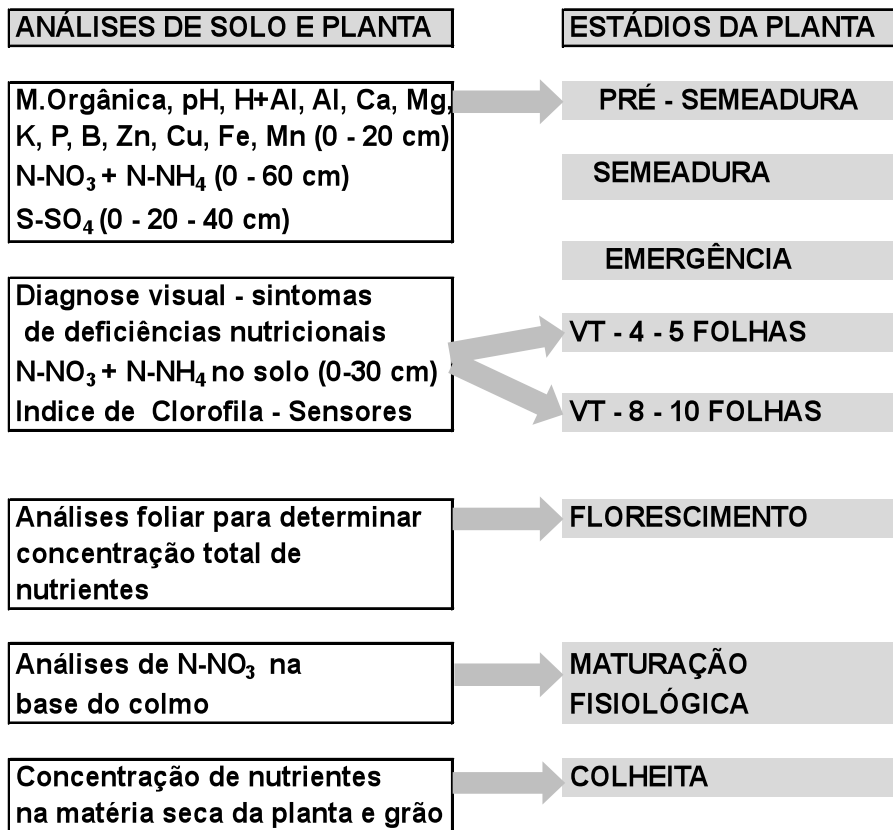 ANÁLISES DE SOLO E PLANTA
ESTÁDIOS DA PLANTA
M.Orgânica, pH, H+Al, Al, Ca, Mg,
K, P, B, Zn, Cu, Fe, Mn (0 - 20 cm)
N-NO₃ + N-NH₄ (0 - 60 cm)
S-SO₄ (0 - 20 - 40 cm)
PRÉ - SEMEADURA
SEMEADURA
EMERGÊNCIA
Diagnose visual - sintomas
de deficiências nutricionais
N-NO₃ + N-NH₄ no solo (0-30 cm)
Indice de Clorofila - Sensores
VT - 4 - 5 FOLHAS
VT - 8 - 10 FOLHAS
Análises foliar para determinar
concentração total de
nutrientes
FLORESCIMENTO
Análises de N-NO₃ na
base do colmo
MATURAÇÃO
FISIOLÓGICA
Concentração de nutrientes
na matéria seca da planta e grão
COLHEITA